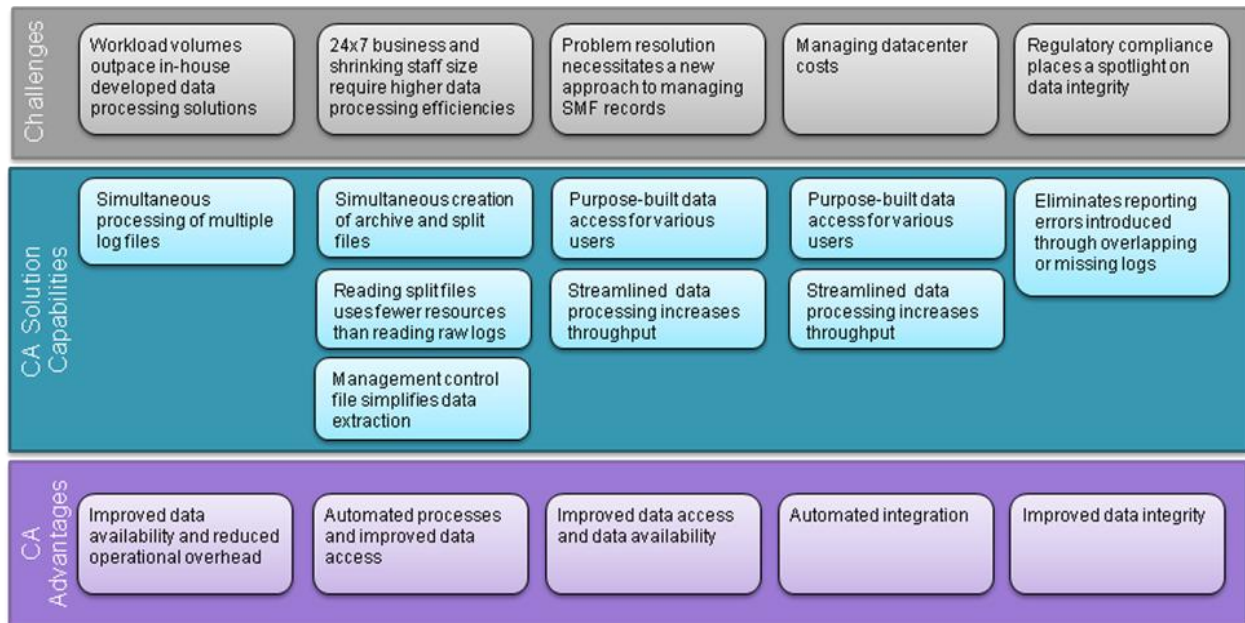 Challenges
Workload volumes
outpace in-house
developed data
processing solutions
24x7 business and
shrinking staff size
require higher data
processing efficiencies
Problem resolution
necessitates a new
approach to managing
SMF records
Managing datacenter
costs
Regulatory compliance
places a spotlight on
data integrity
CA Solution
Capabilities
Simultaneous
processing of multiple
log files
Simultaneous creation
of archive and split
files
Reading split files
uses fewer resources
than reading raw logs
Management control
file simplifies data
extraction
Purpose-built data
access for various
users
Streamlined data
processing increases
throughput
Purpose-built data
access for various
users
Streamlined data
processing increases
throughput
Eliminates reporting
errors introduced
through overlapping
or missing logs
CA
Advantages
Improved data
availability and reduced
operational overhead
Automated processes
and improved data
access
Improved data access
and data availability
Automated integration
Improved data integrity